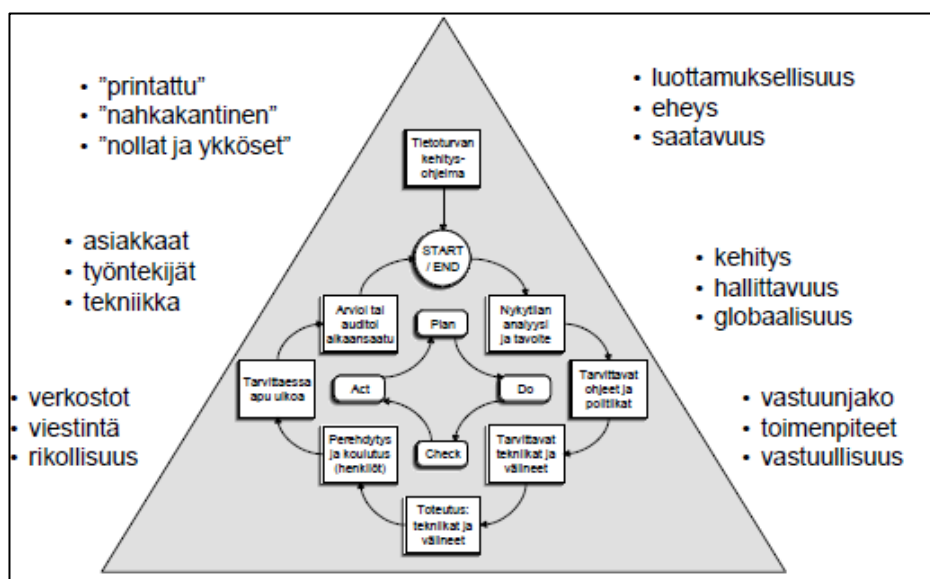 • "printattu"
• "nahkakantinen"
• "nollat ja ykköset"
• luottamuksellisuus
• eheys
• saatavuus
Tietoturvan
kehitys-
ohjelma
• asiakkaat
• työntekijät
• tekniikka
START
/ END
• kehitys
• hallittavuus
• globaalisuus
Arvioi tai
auditoi
aikaansaatu
Plan
Nykytilan
analyysi
ja tavoite
Tarvittaessa
apu ulkoa
Act
Do
Tarvittavat
ohjeet ja
politiikat
• verkostot
• viestintä
• rikollisuus
Perehdytys
ja koulutus
(henkilöt)
Check
Tarvittavat
tekniikat ja
välineet
• vastuunjako
• toimenpiteet
• vastuullisuus
Toteutus:
tekniikat ja
välineet